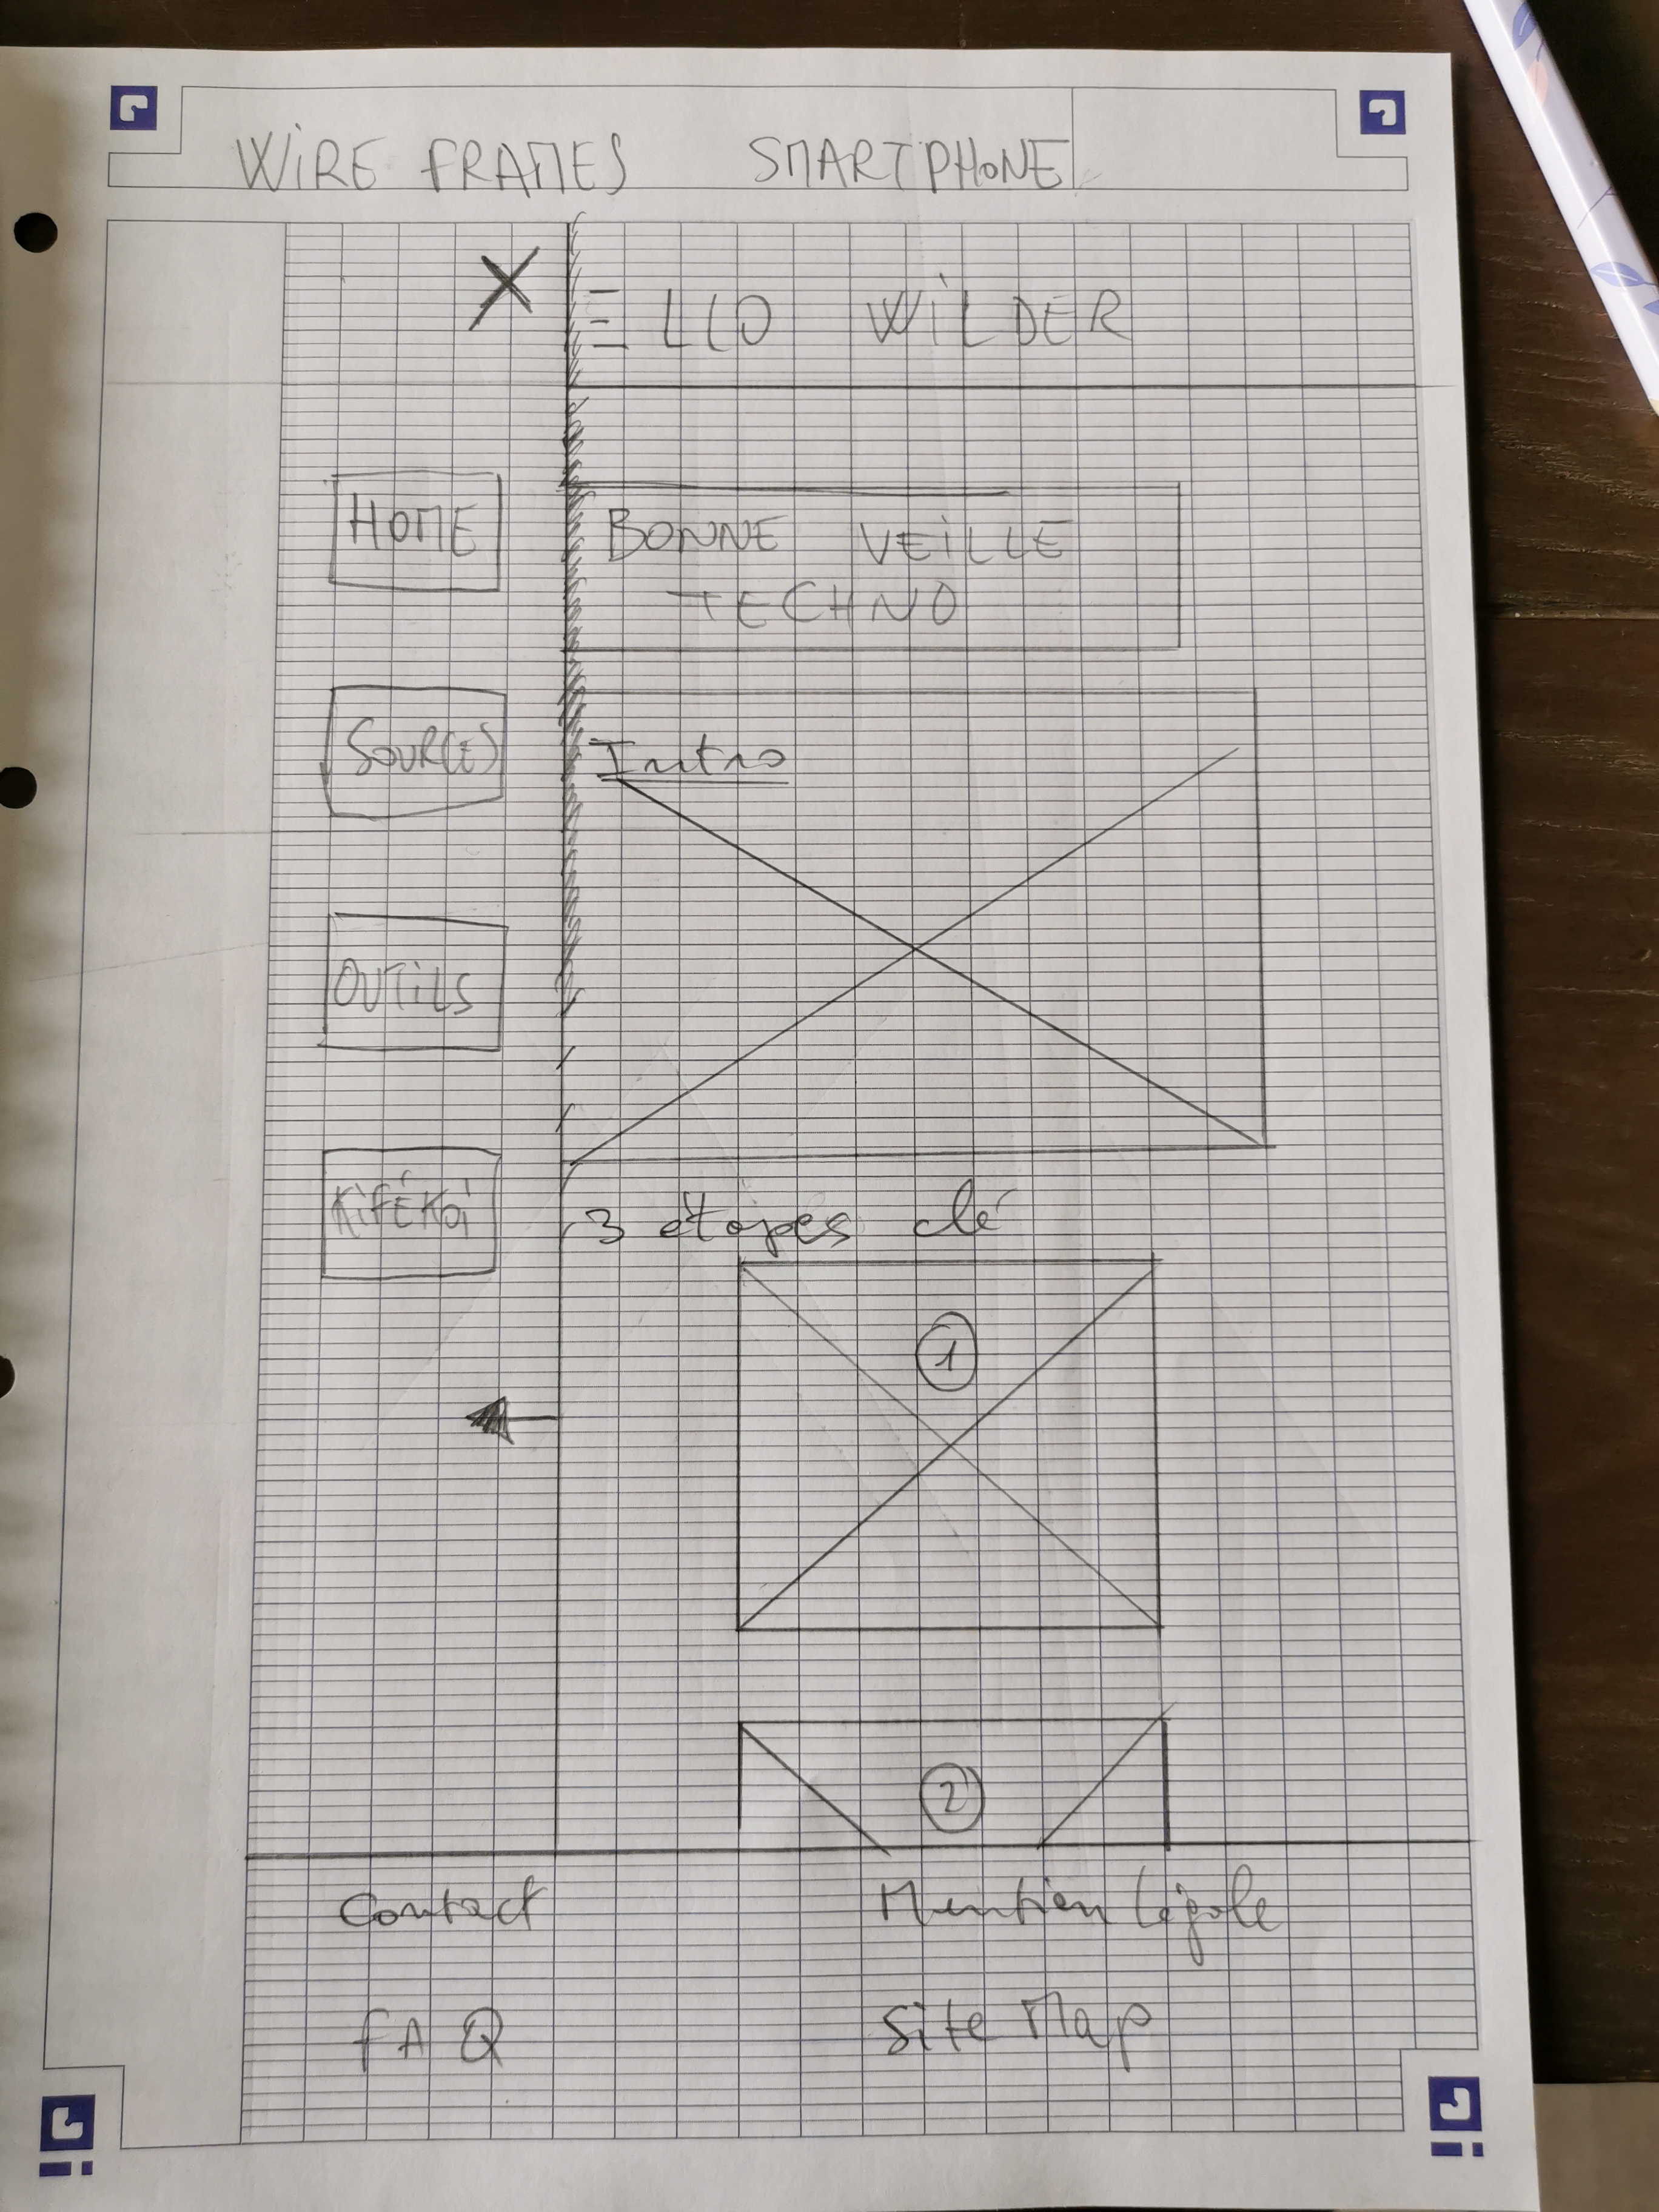 WiRE FRAMES SMARTPHONE
X
ELLO WiLDER
HOME
BONNE VEiLLE
TECHNO
SOURCES
Intro
OUTiLS
KiFÉKoi
3 étapes clé
1
2
Contact
Mention légale
FAQ
Site Map